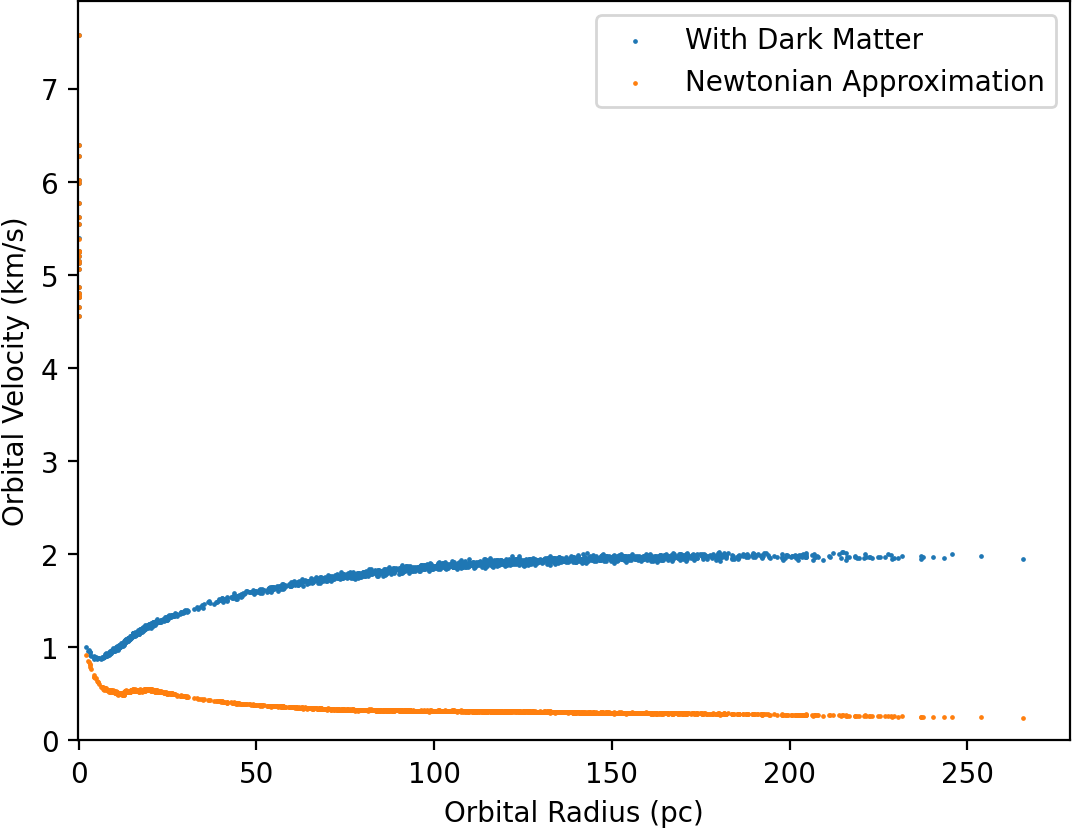 With Dark Matter
Newtonian Approximation
7
6
5
4
3
2
1
0
Orbital Velocity (km/s)
0 50 100 150 200 250
Orbital Radius (pc)